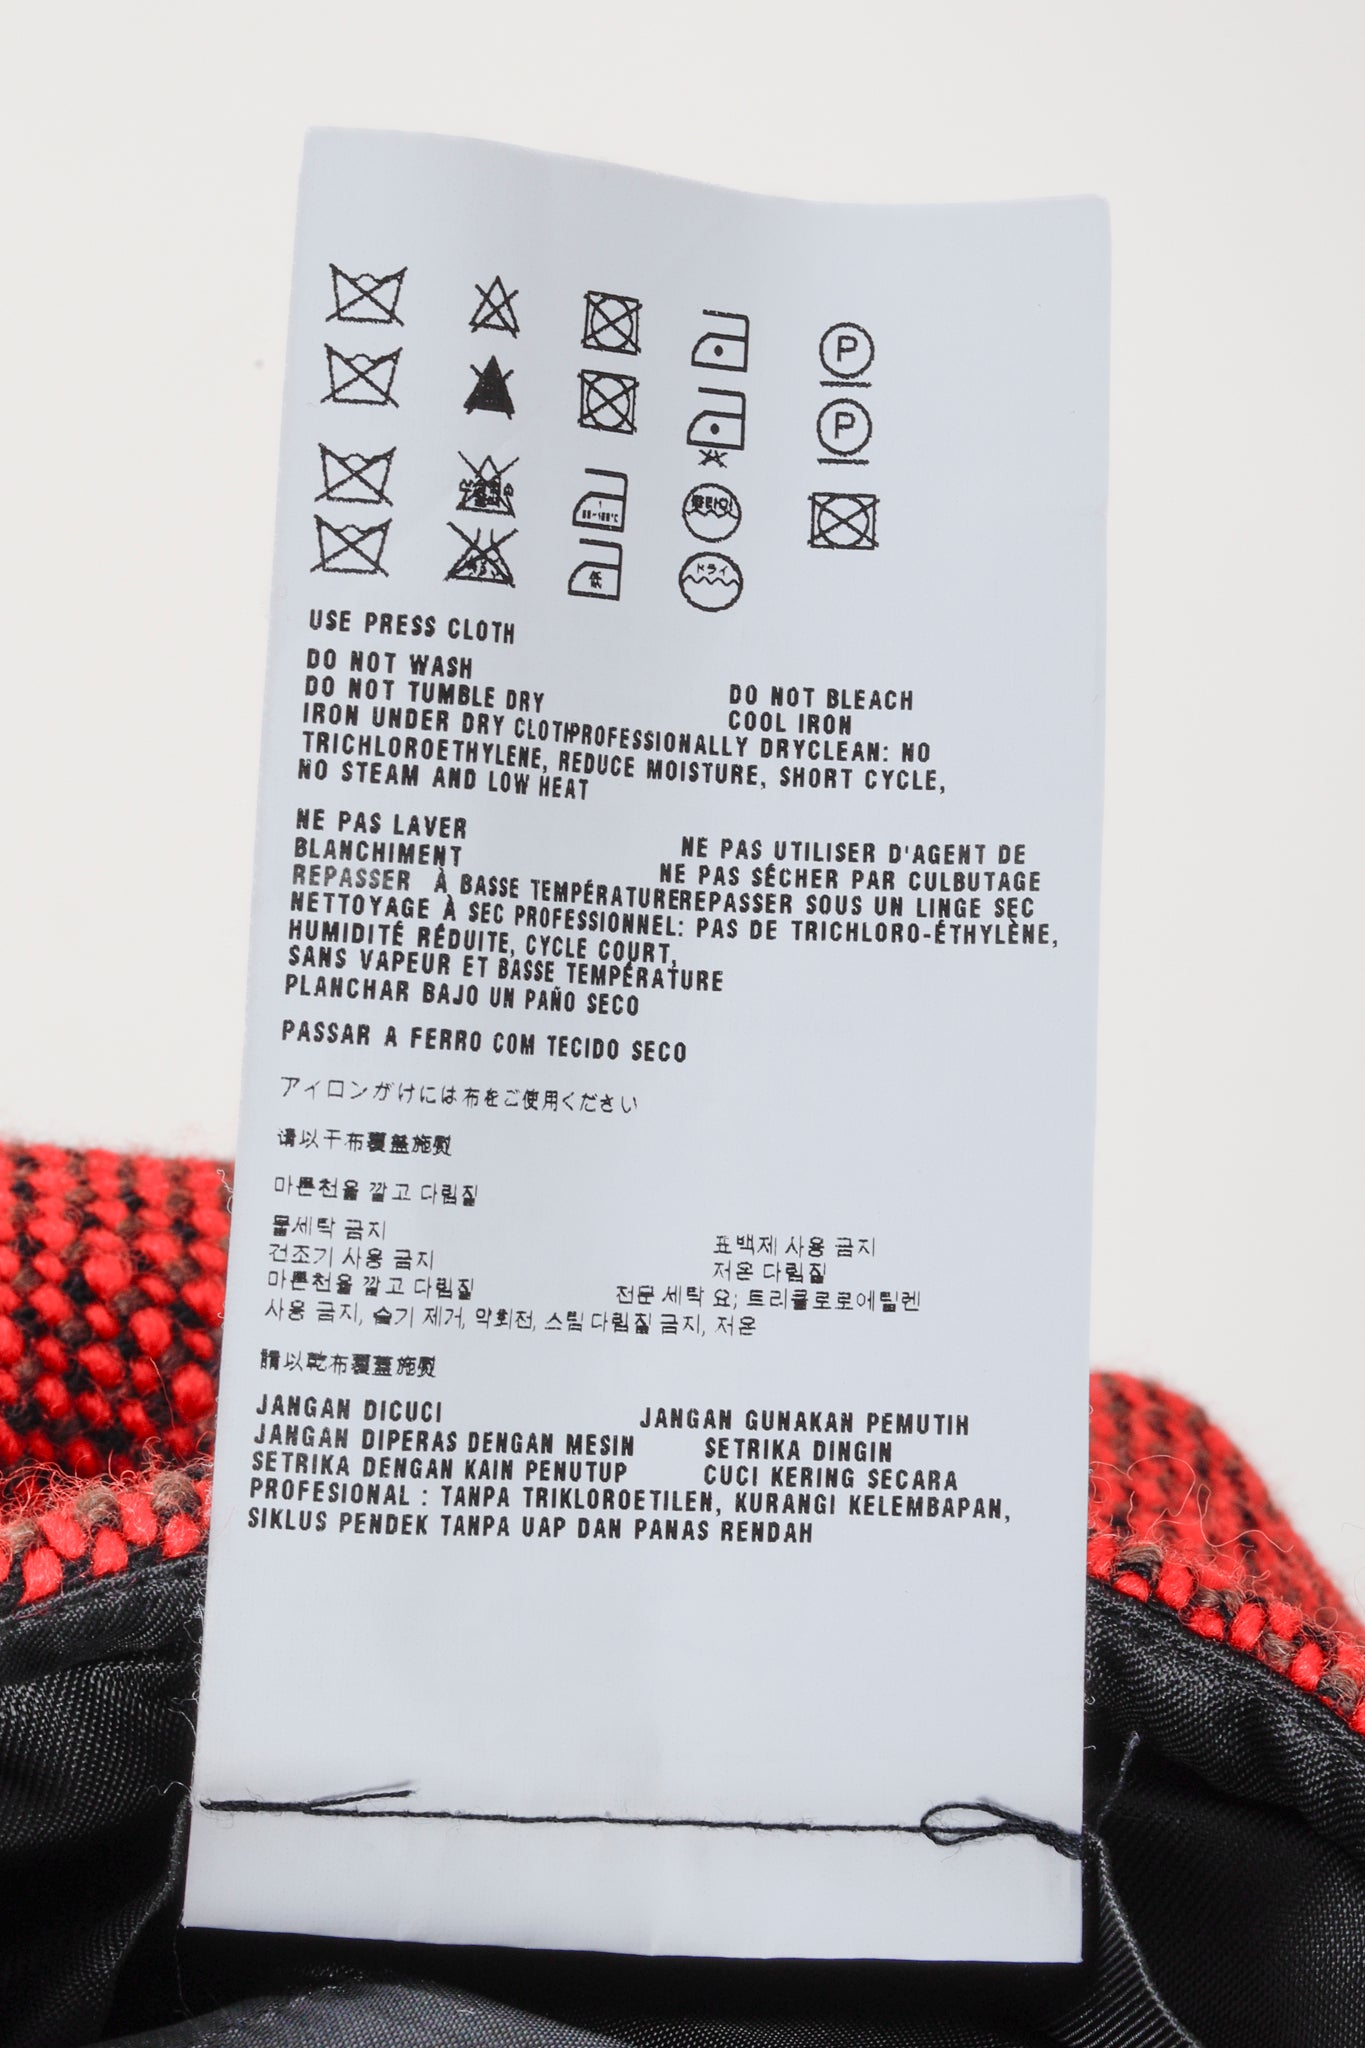 P
P
드라이
ドライ
低
USE PRESS CLOTH
DO NOT WASH
DO NOT TUMBLE DRY DO NOT BLEACH
IRON UNDER DRY CLOTH COOL IRON
PROFESSIONALLY DRYCLEAN: NO
TRICHLOROETHYLENE, REDUCE MOISTURE, SHORT CYCLE,
NO STEAM AND LOW HEAT
NE PAS LAVER NE PAS UTILISER D'AGENT DE
BLANCHIMENT NE PAS SÉCHER PAR CULBUTAGE
REPASSER À BASSE TEMPÉRATURE REPASSER SOUS UN LINGE SEC
NETTOYAGE À SEC PROFESSIONNEL: PAS DE TRICHLORO-ÉTHYLÈNE,
HUMIDITÉ RÉDUITE, CYCLE COURT,
SANS VAPEUR ET BASSE TEMPÉRATURE
PLANCHAR BAJO UN PAÑO SECO
PASSAR A FERRO COM TECIDO SECO
アイロンがけには布をご使用ください
请以干布覆盖施熨
마른천을 깔고 다림질
물세탁 금지 표백제 사용 금지
건조기 사용 금지 저온 다림질
마른천을 깔고 다림질 전문 세탁 요; 트리클로로에틸렌
사용 금지, 습기 제거, 약회전, 스팀 다림질 금지, 저온
請以乾布覆蓋施熨
JANGAN DICUCI JANGAN GUNAKAN PEMUTIH
JANGAN DIPERAS DENGAN MESIN SETRIKA DINGIN
SETRIKA DENGAN KAIN PENUTUP CUCI KERING SECARA
PROFESIONAL : TANPA TRIKLOROETILEN, KURANGI KELEMBAPAN,
SIKLUS PENDEK TANPA UAP DAN PANAS RENDAH